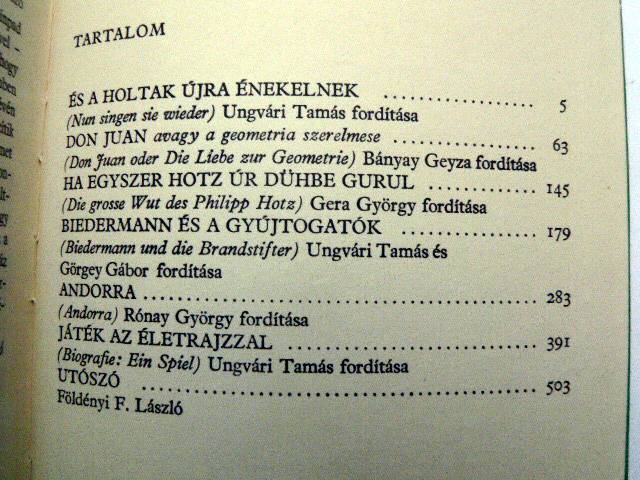 TARTALOM
ÉS A HOLTAK ÚJRA ÉNEKELNEK .................. 5
(Nun singen sie wieder) Ungvári Tamás fordítása
DON JUAN avagy a geometria szerelmese .................. 63
(Don Juan oder Die Liebe zur Geometrie) Bányay Geyza fordítása
HA EGYSZER HOTZ ÚR DÜHBE GURUL ............ 145
(Die grosse Wut des Philipp Hotz) Gera György fordítása
BIEDERMANN ÉS A GYÚJTOGATÓK ............... 179
(Biedermann und die Brandstifter) Ungvári Tamás és
Görgey Gábor fordítása
ANDORRA ................................................ 283
(Andorra) Rónay György fordítása
JÁTÉK AZ ÉLETRAJZZAL ........................... 391
(Biografie: Ein Spiel) Ungvári Tamás fordítása
UTÓSZÓ ................................................ 503
Földényi F. László